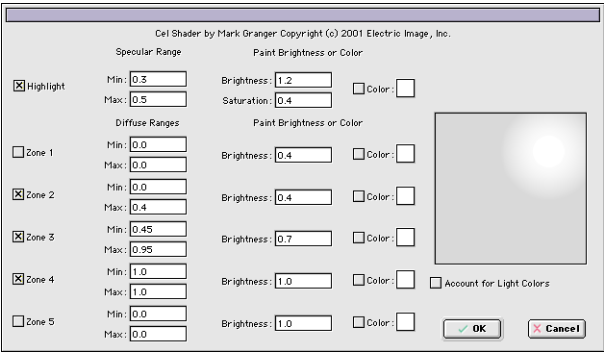 Cel Shader by Mark Granger Copyright (c) 2001 Electric Image, Inc.
Specular Range Paint Brightness or Color
Highlight Min: 0.3 Brightness: 1.2 Color:
Max: 0.5 Saturation: 0.4
Diffuse Ranges Paint Brightness or Color
Zone 1 Min: 0.0 Brightness: 0.4 Color:
Max: 0.0
Zone 2 Min: 0.0 Brightness: 0.4 Color:
Max: 0.4
Zone 3 Min: 0.45 Brightness: 0.7 Color:
Max: 0.95
Zone 4 Min: 1.0 Brightness: 1.0 Color:
Max: 1.0
Account for Light Colors
Zone 5 Min: 0.0 Brightness: 1.0 Color:
Max: 0.0
OK Cancel